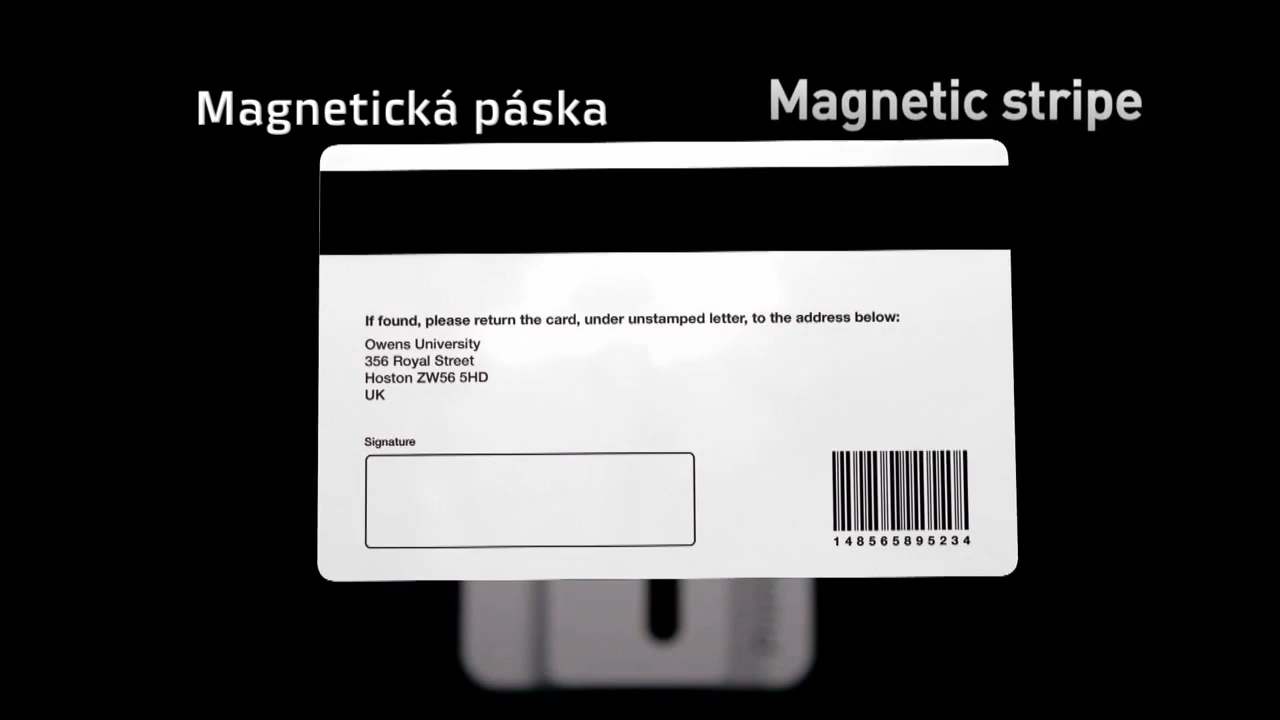 Magnetická páska
Magnetic stripe
If found, please return the card, under unstamped letter, to the address below:
Owens University
356 Royal Street
Hoston ZW56 5HD
UK
Signature
148565895234